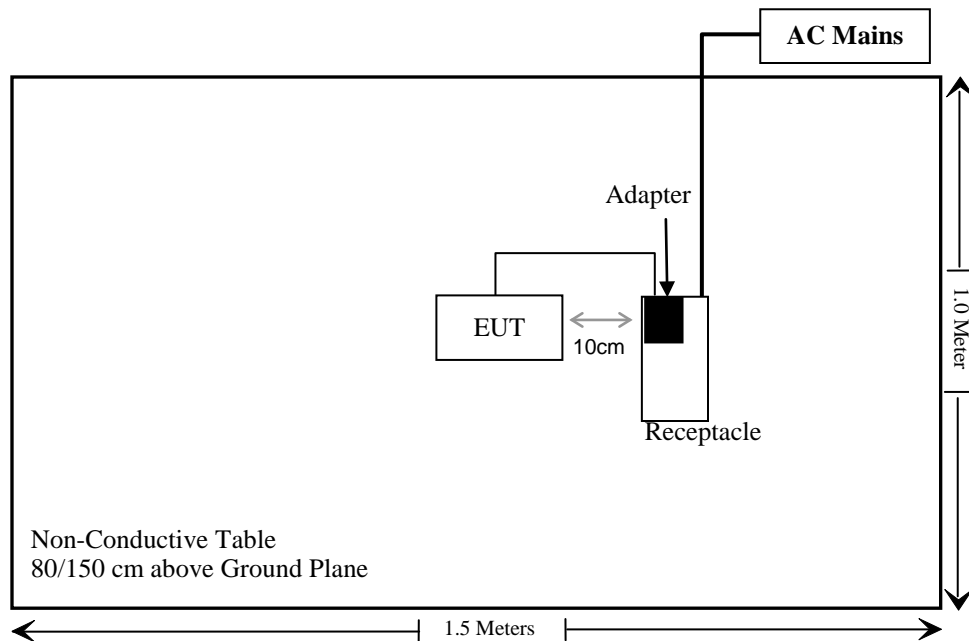 AC Mains
Adapter
EUT
10cm
1.0 Meter
Receptacle
Non-Conductive Table
80/150 cm above Ground Plane
1.5 Meters